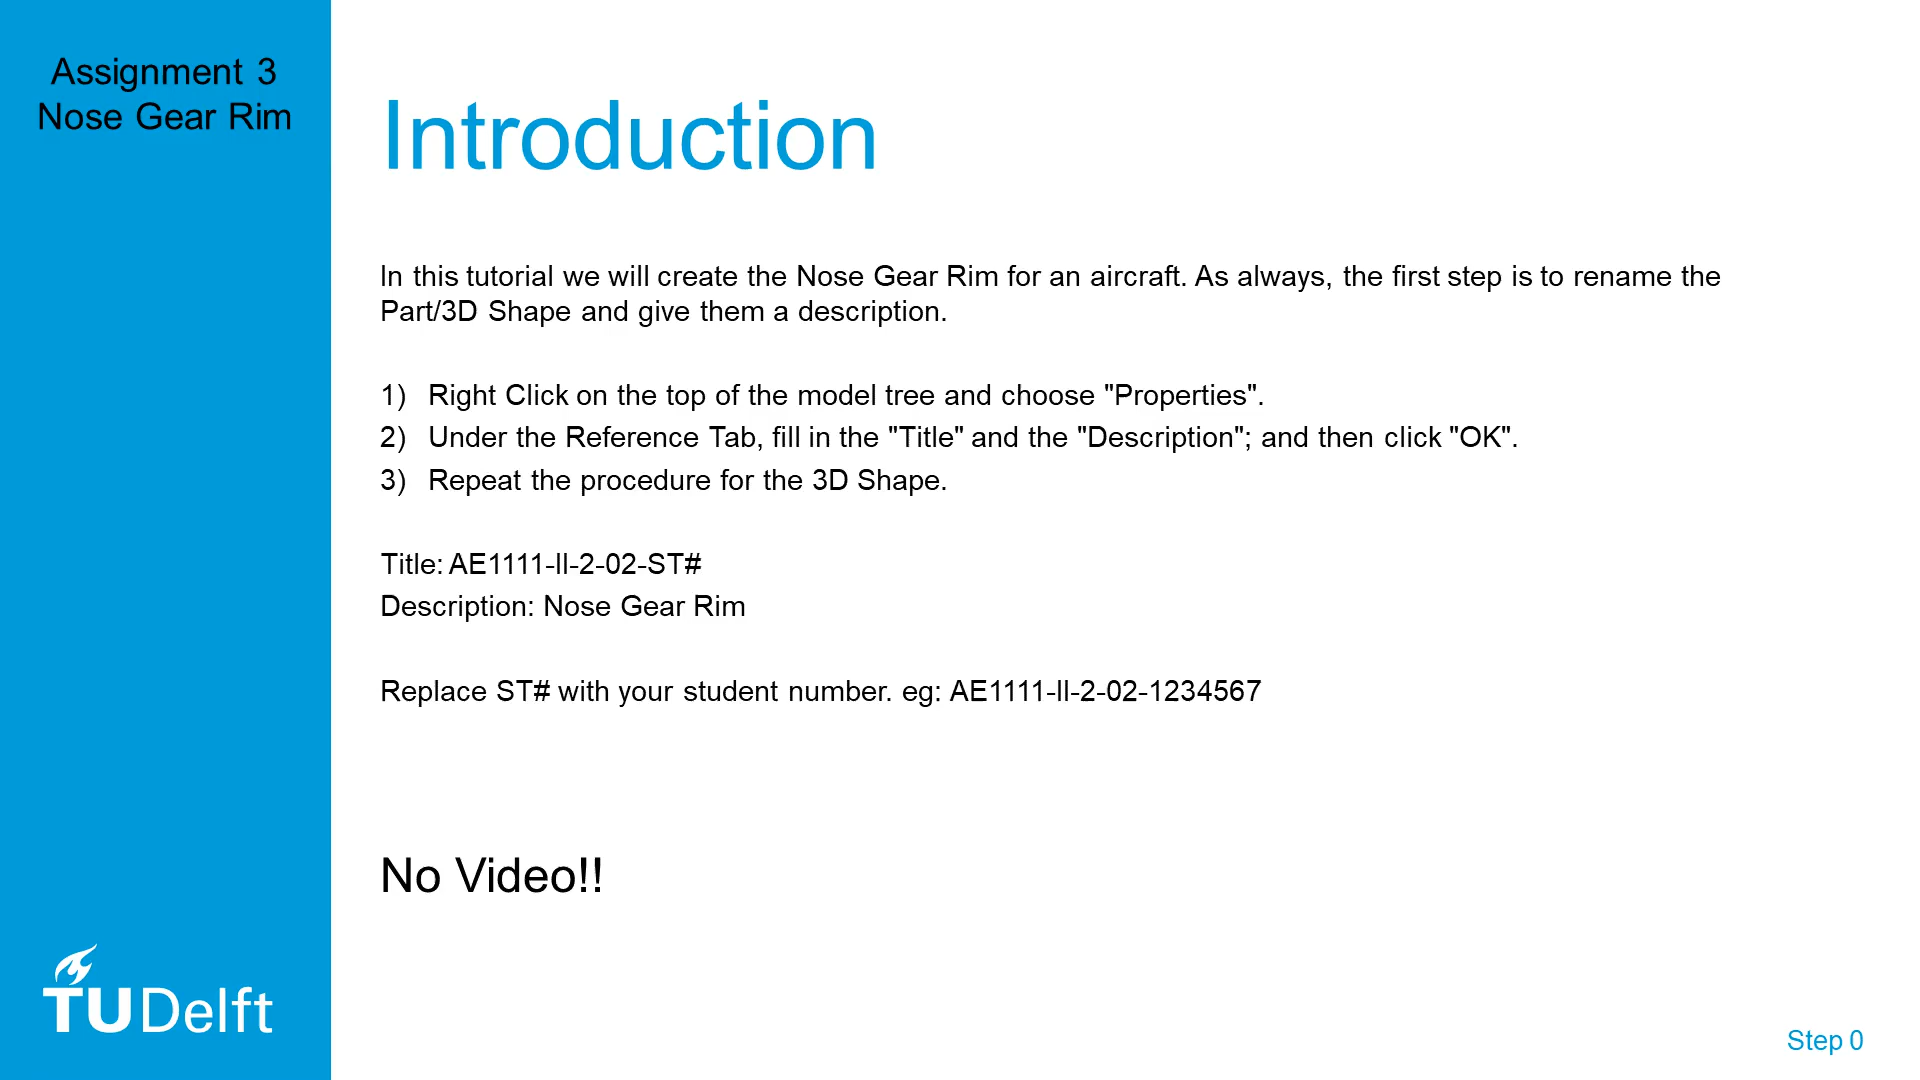 Assignment 3
Nose Gear Rim
Introduction
In this tutorial we will create the Nose Gear Rim for an aircraft. As always, the first step is to rename the
Part/3D Shape and give them a description.
1) Right Click on the top of the model tree and choose "Properties".
2) Under the Reference Tab, fill in the "Title" and the "Description"; and then click "OK".
3) Repeat the procedure for the 3D Shape.
Title: AE1111-II-2-02-ST#
Description: Nose Gear Rim
Replace ST# with your student number. eg: AE1111-II-2-02-1234567
No Video!!
TU Delft
Step 0